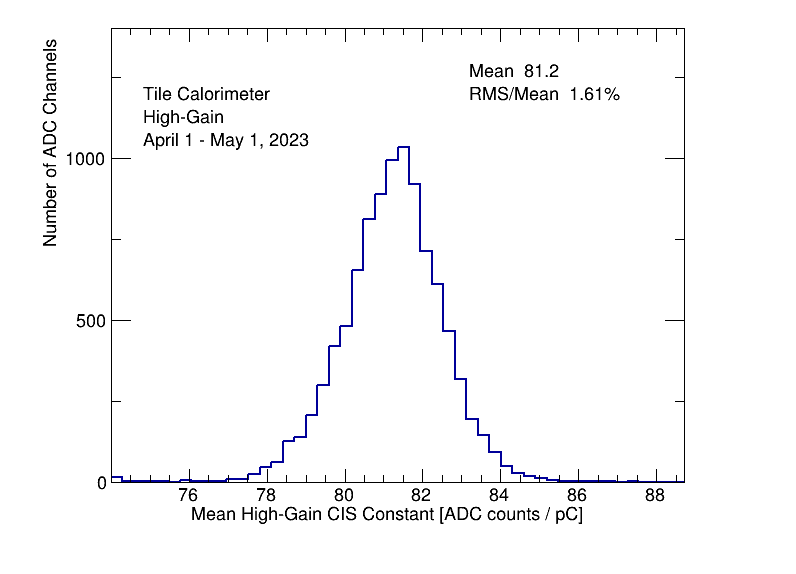 Mean 81.2
RMS/Mean 1.61%
Tile Calorimeter
High-Gain
April 1 - May 1, 2023
Number of ADC Channels
1000
500
0
76 78 80 82 84 86 88
Mean High-Gain CIS Constant [ADC counts / pC]